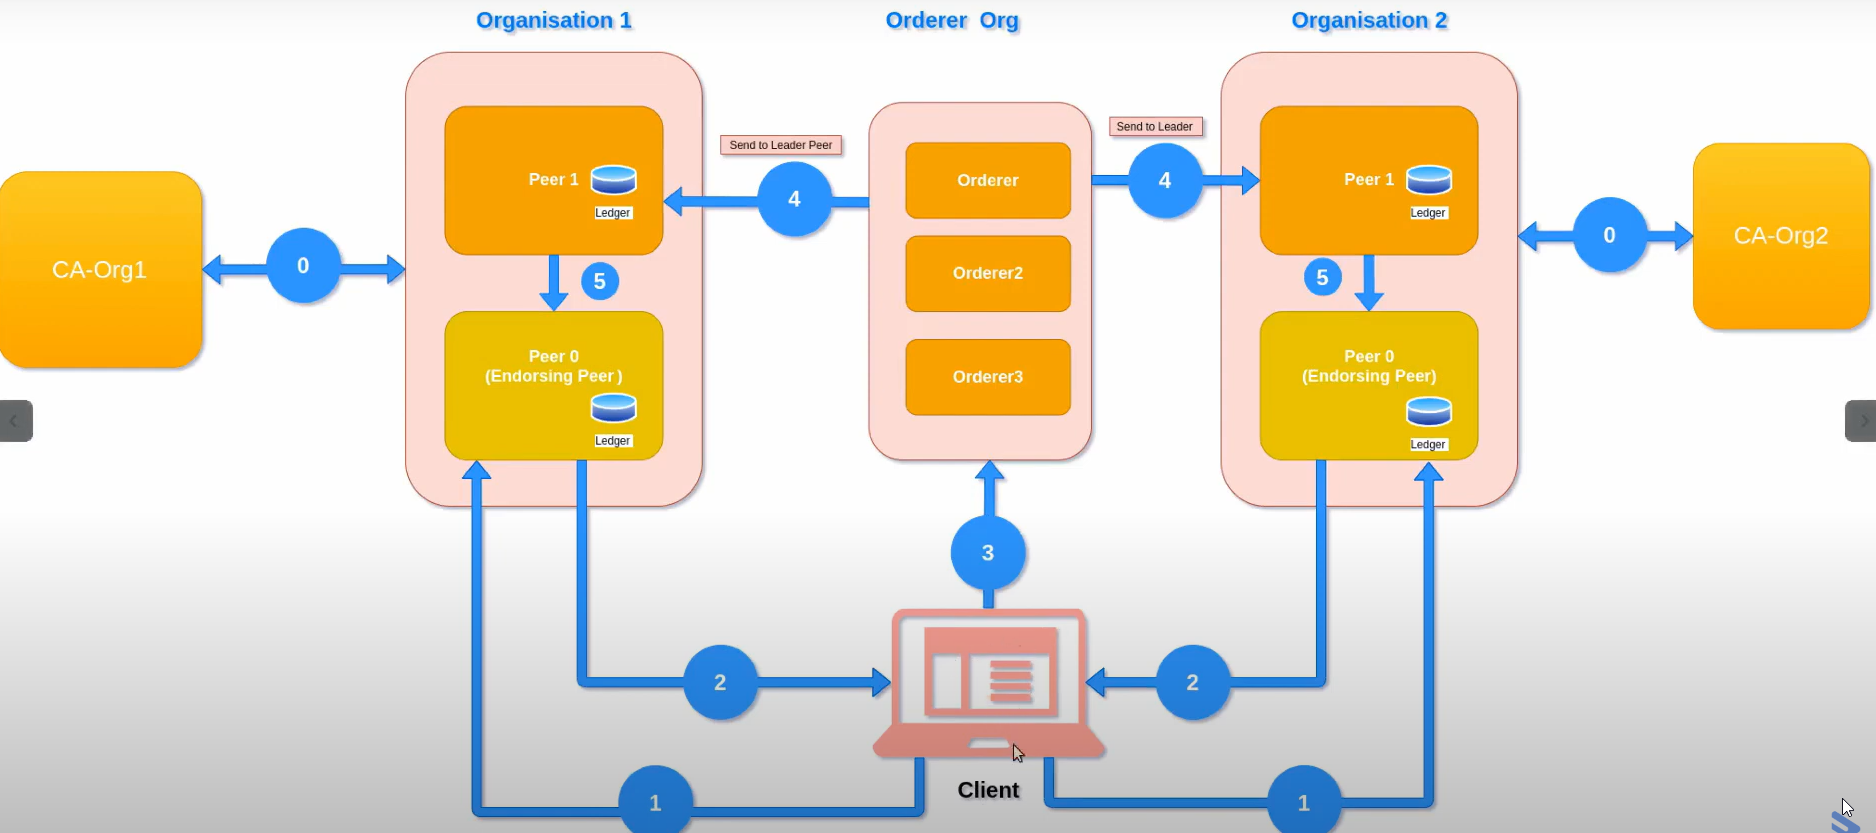 Organisation 1
Orderer Org
Organisation 2
Send to Leader Peer
Send to Leader
CA-Org1
0
Peer 1
Ledger
4
Orderer
4
Peer 1
Ledger
0
CA-Org2
5
Orderer2
5
Peer 0
(Endorsing Peer )
Ledger
Orderer3
Peer 0
(Endorsing Peer)
Ledger
3
2
2
Client
1
1